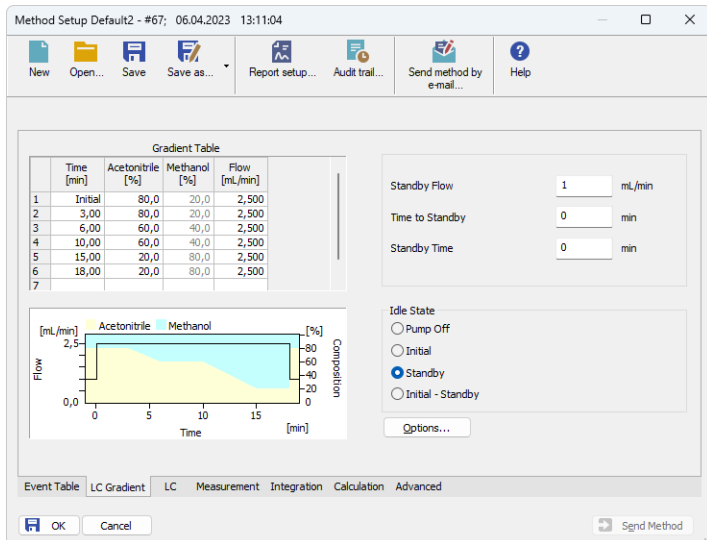 Method Setup Default2 - #67; 06.04.2023 13:11:04
New Open... Save Save as... Report setup... Audit trail... Send method by e-mail... Help
Gradient Table
Time [min] Acetonitrile [%] Methanol [%] Flow [mL/min]
1 Initial 80,0 20,0 2,500
2 3,00 80,0 20,0 2,500
3 6,00 60,0 40,0 2,500
4 10,00 60,0 40,0 2,500
5 15,00 20,0 80,0 2,500
6 18,00 20,0 80,0 2,500
7
Standby Flow 1 mL/min
Time to Standby 0 min
Standby Time 0 min
[mL/min] Acetonitrile Methanol [%]
2,5
0,0
Flow
80
60
40
20
0
Composition
0 5 10 15
Time [min]
Idle State
Pump Off
Initial
Standby
Initial - Standby
Options...
Event Table LC Gradient LC Measurement Integration Calculation Advanced
OK Cancel Send Method